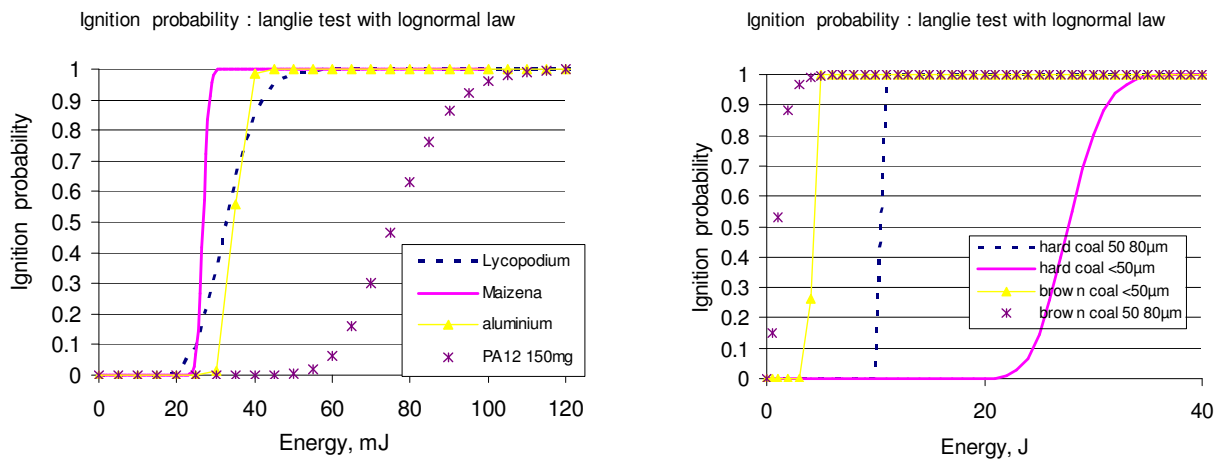 Ignition probability : langlie test with lognormal law
Ignition probability
1
0.9
0.8
0.7
0.6
0.5
0.4
0.3
0.2
0.1
0
0 20 40 60 80 100 120
Energy, mJ
Lycopodium
Maizena
aluminium
PA12 150mg
Ignition probability : langlie test with lognormal law
Ignition probability
1
0.9
0.8
0.7
0.6
0.5
0.4
0.3
0.2
0.1
0
0 20 40
Energy, J
hard coal 50 80µm
hard coal <50µm
brow n coal <50µm
brow n coal 50 80µm